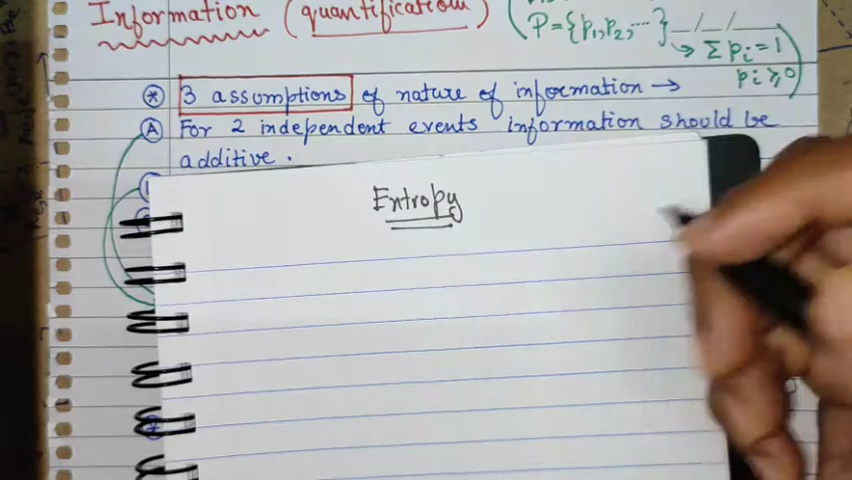 Information (quantification)
P = {p₁, p₂, ....}
→ Σ pᵢ = 1
pᵢ ≥ 0
* 3 assumptions of nature of information →
A For 2 independent events information should be
additive.
Entropy